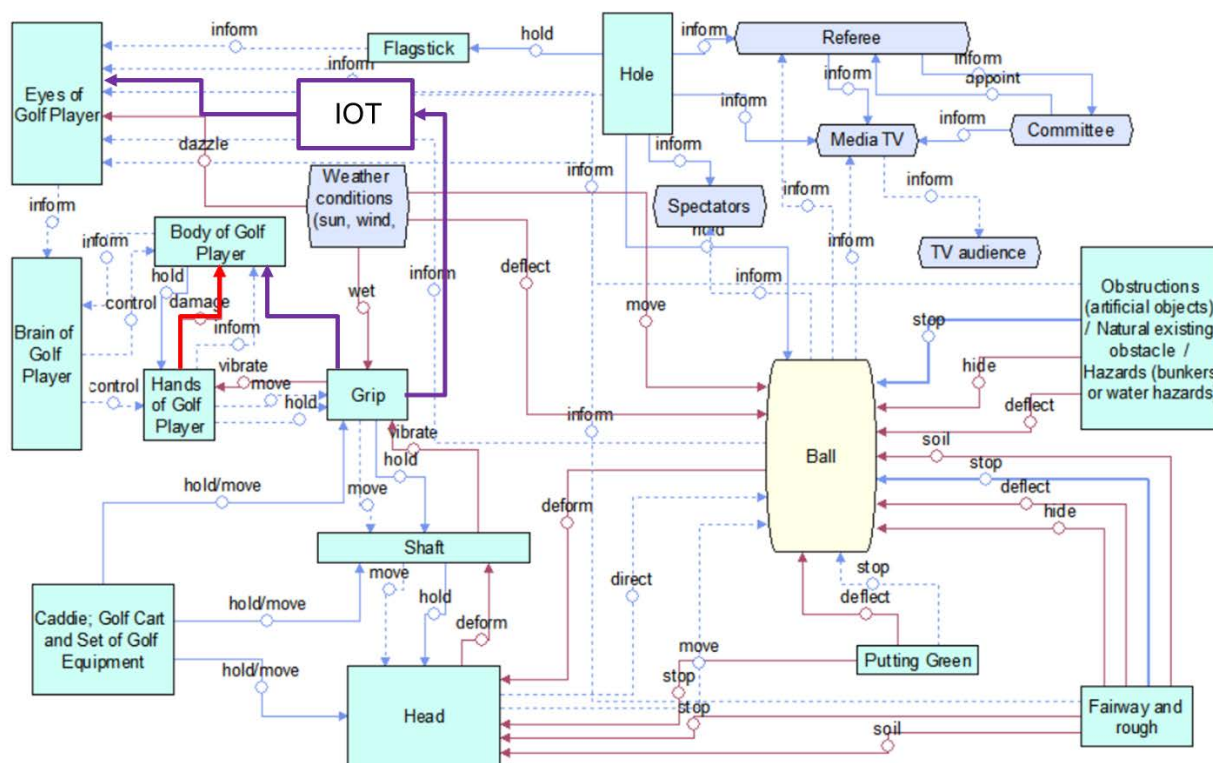 inform
hold
inform
Referee
Flagstick
inform
inform
inform
Hole
inform
appoint
Eyes of
Golf Player
IOT
inform
inform
Committee
Media TV
dazzle
inform
Weather
conditions
(sun, wind,
inform
inform
Spectators
inform
hold
inform
Body of Golf
Player
inform
TV audience
hold
control
damage
inform
wet
inform
deflect
move
inform
Obstructions
(artificial objects)
/ Natural existing
obstacle /
Hazards (bunkers
or water hazards
stop
Brain of
Golf
Player
vibrate
hide
control
Hands
of Golf
Player
move
hold
Grip
deflect
vibrate
inform
soil
Ball
hold
stop
hold/move
move
deform
deflect
hide
Shaft
move
hold
direct
stop
hold/move
deflect
Caddie; Golf Cart
and Set of Golf
Equipment
deform
move
Putting Green
hold/move
stop
Head
stop
Fairway and
rough
soil